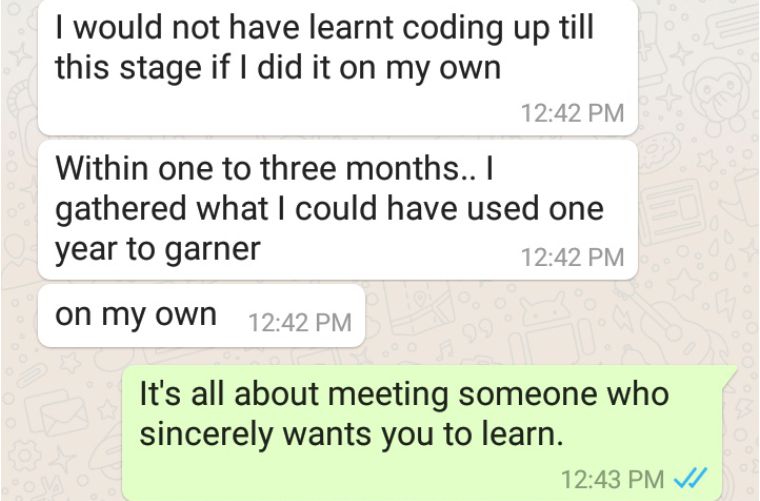 I would not have learnt coding up till
this stage if I did it on my own
12:42 PM
Within one to three months.. I
gathered what I could have used one
year to garner
12:42 PM
on my own
12:42 PM
It's all about meeting someone who
sincerely wants you to learn.
12:43 PM